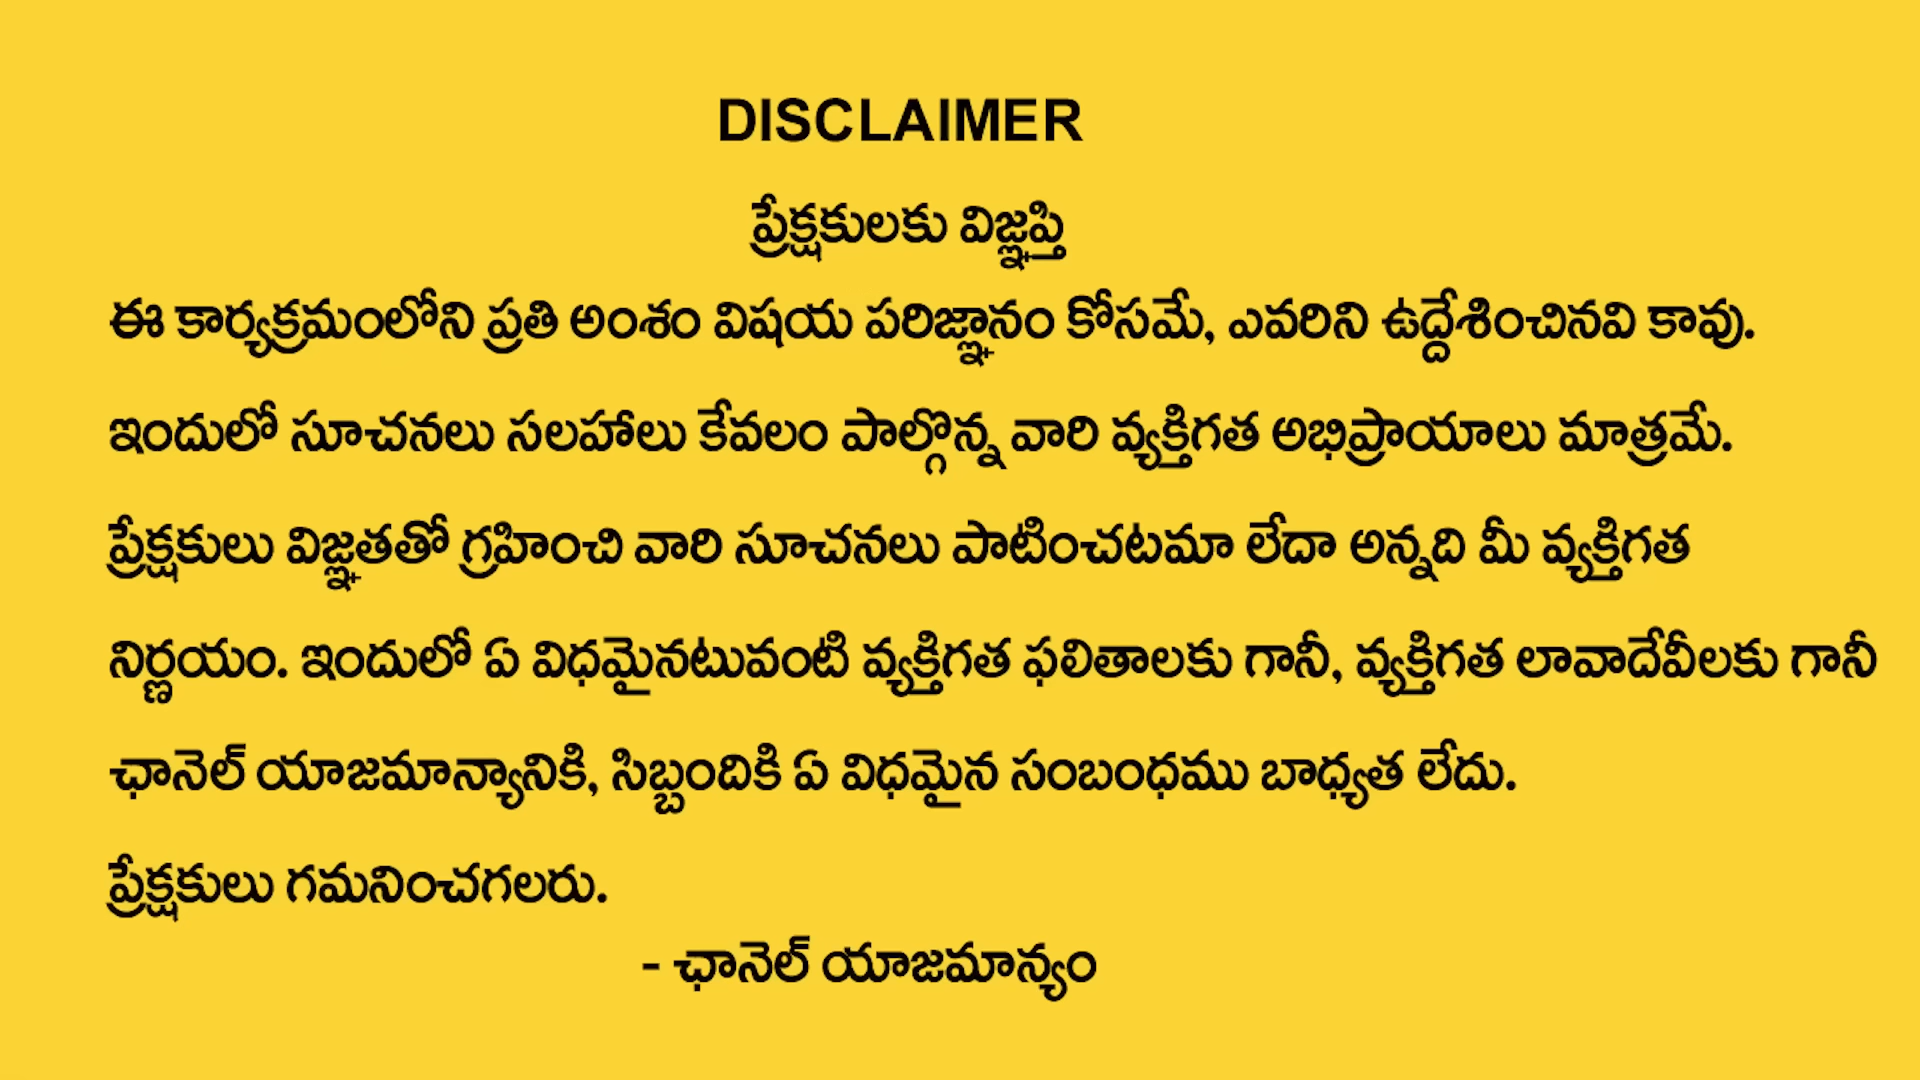 DISCLAIMER
ప్రేక్షకులకు విజ్ఞప్తి
ఈ కార్యక్రమంలోని ప్రతి అంశం విషయ పరిజ్ఞానం కోసమే, ఎవరిని ఉద్దేశించినవి కావు.
ఇందులో సూచనలు సలహాలు కేవలం పాల్గొన్న వారి వ్యక్తిగత అభిప్రాయాలు మాత్రమే.
ప్రేక్షకులు విజ్ఞతతో గ్రహించి వారి సూచనలు పాటించటమా లేదా అన్నది మీ వ్యక్తిగత
నిర్ణయం. ఇందులో ఏ విధమైనటువంటి వ్యక్తిగత ఫలితాలకు గానీ, వ్యక్తిగత లావాదేవీలకు గానీ
ఛానెల్ యాజమాన్యానికి, సిబ్బందికి ఏ విధమైన సంబంధము బాధ్యత లేదు.
ప్రేక్షకులు గమనించగలరు.
- ఛానెల్ యాజమాన్యం